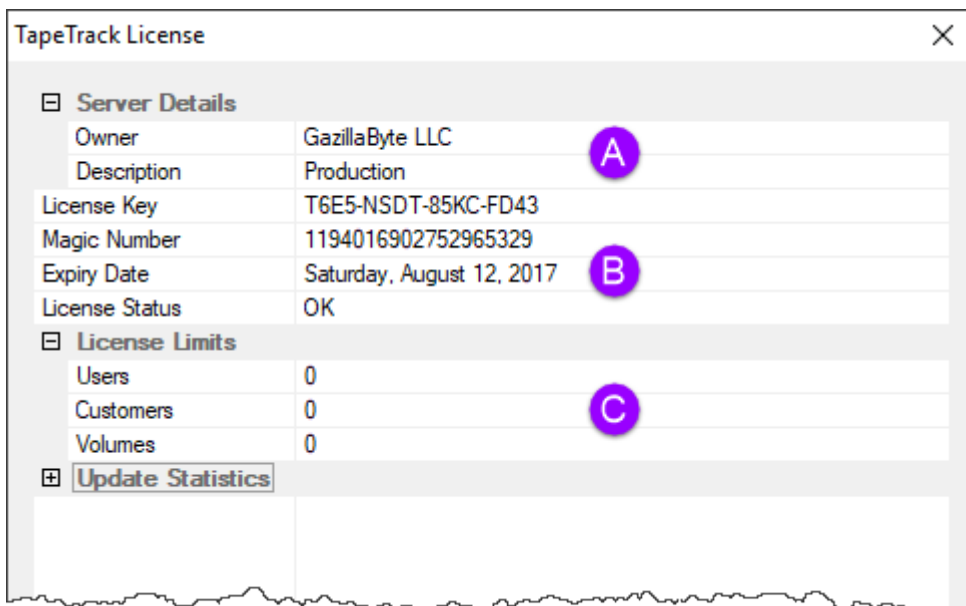 TapeTrack License
Server Details
Owner GazillaByte LLC
Description Production
A
License Key T6E5-NSDT-85KC-FD43
Magic Number 1194016902752965329
Expiry Date Saturday, August 12, 2017
B
License Status OK
License Limits
Users 0
Customers 0
C
Volumes 0
Update Statistics